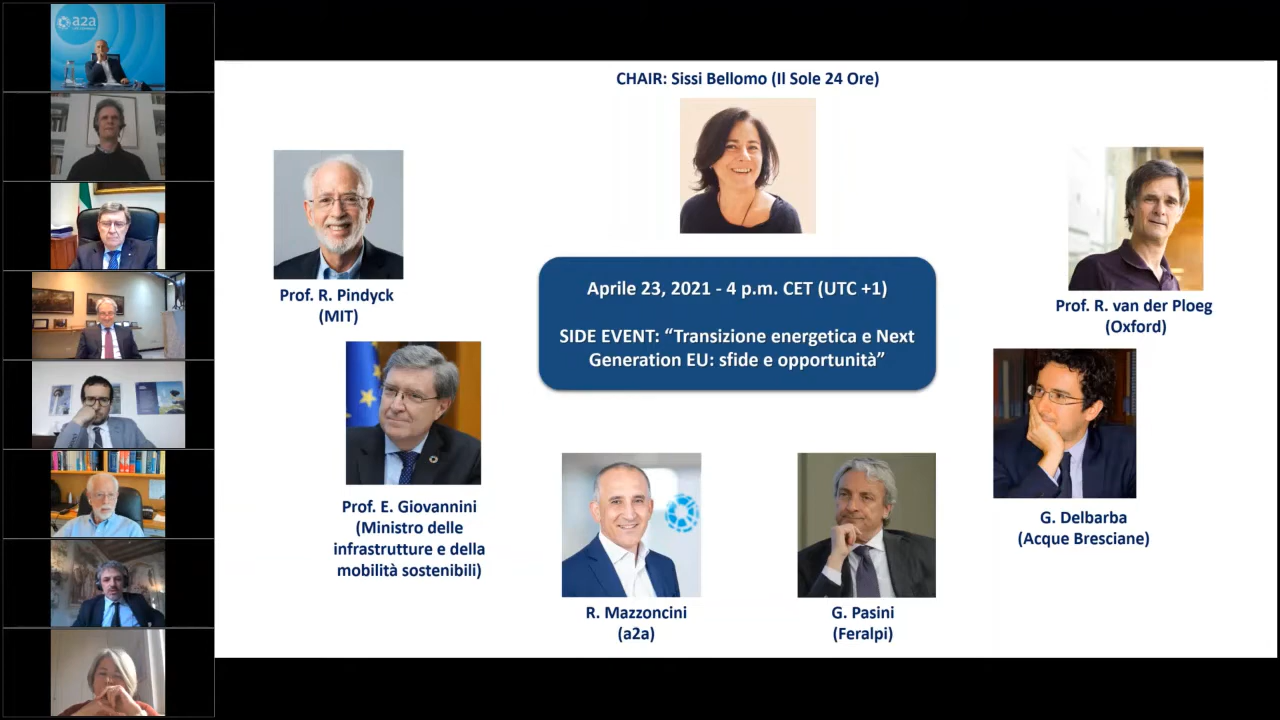 a2a
CHAIR: Sissi Bellomo (Il Sole 24 Ore)
Prof. R. Pindyck
(MIT)
Aprile 23, 2021 - 4 p.m. CET (UTC +1)
SIDE EVENT: “Transizione energetica e Next
Generation EU: sfide e opportunità”
Prof. R. van der Ploeg
(Oxford)
Prof. E. Giovannini
(Ministro delle
infrastrutture e della
mobilità sostenibili)
R. Mazzoncini
(a2a)
G. Pasini
(Feralpi)
G. Delbarba
(Acque Bresciane)